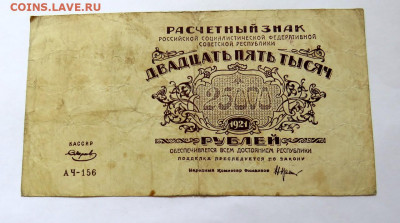 COINS.LAVE.RU
РАСЧЕТНЫЙ ЗНАК
РОССИЙСКОЙ СОЦИАЛИСТИЧЕСКОЙ ФЕДЕРАТИВНОЙ
СОВЕТСКОЙ РЕСПУБЛИКИ
ДВАДЦАТЬ ПЯТЬ ТЫСЯЧ
25000
1921
РУБЛЕЙ
ОБЕСПЕЧИВАЕТСЯ ВСЕМ ДОСТОЯНИЕМ РЕСПУБЛИКИ
ПОДДЕЛКА ПРЕСЛЕДУЕТСЯ ПО ЗАКОНУ
КАССИР
АЧ-156
Народный Комиссар Финансов